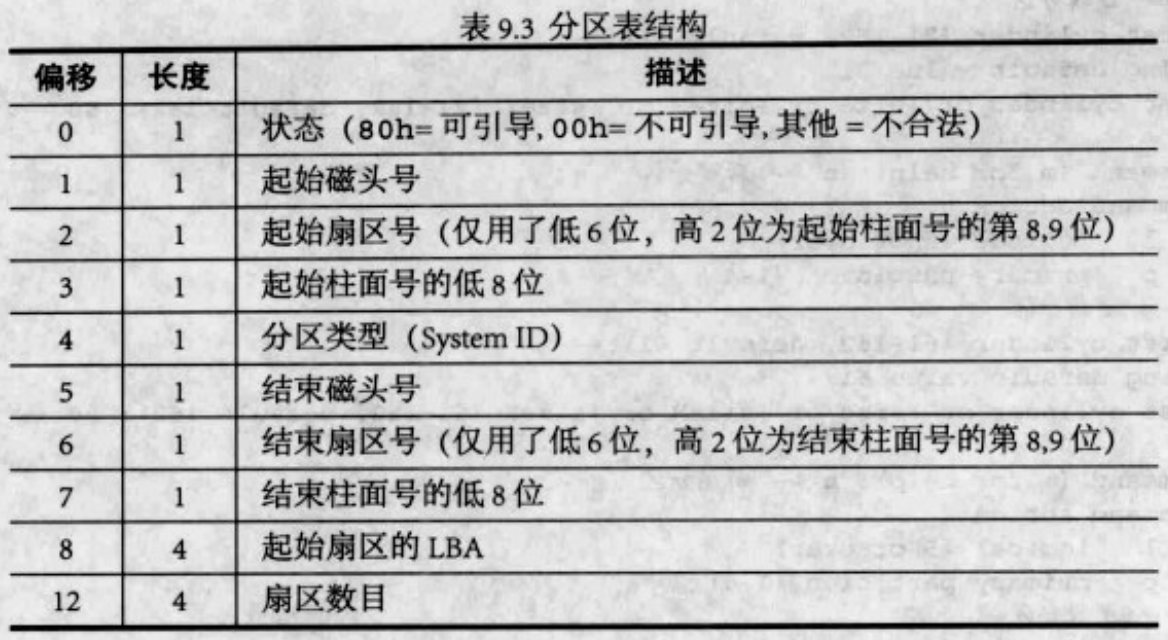 表 9.3 分区表结构
偏移 长度 描述
0 1 状态（80h= 可引导, 00h= 不可引导, 其他 = 不合法）
1 1 起始磁头号
2 1 起始扇区号（仅用了低 6 位，高 2 位为起始柱面号的第 8,9 位）
3 1 起始柱面号的低 8 位
4 1 分区类型（System ID）
5 1 结束磁头号
6 1 结束扇区号（仅用了低 6 位，高 2 位为结束柱面号的第 8,9 位）
7 1 结束柱面号的低 8 位
8 4 起始扇区的 LBA
12 4 扇区数目